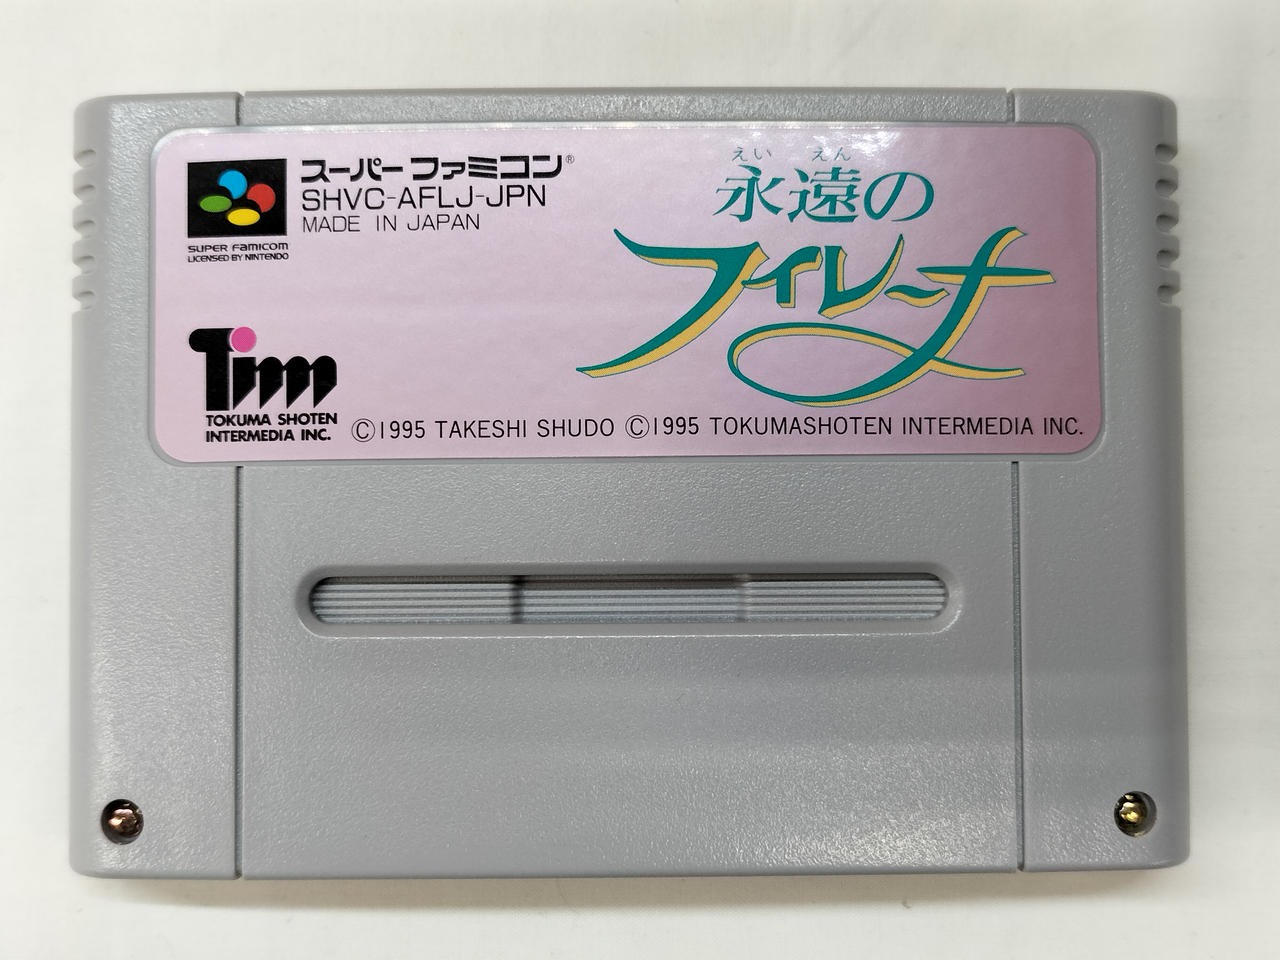 スーパーファミコン®
SHVC-AFLJ-JPN
MADE IN JAPAN
SUPER FAMICOM
LICENSED BY NINTENDO
えい えん
永遠の
フィレーナ
Tim
TOKUMA SHOTEN
INTERMEDIA INC.
©1995 TAKESHI SHUDO ©1995 TOKUMASHOTEN INTERMEDIA INC.